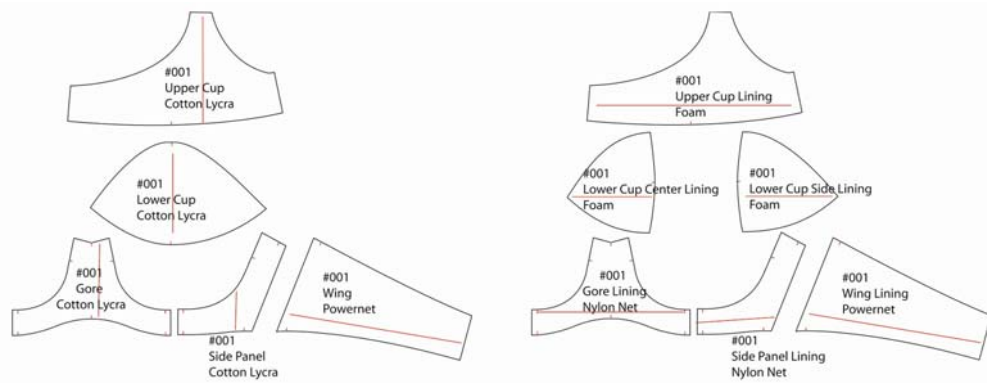 #001
Upper Cup
Cotton Lycra
#001
Upper Cup Lining
Foam
#001
Lower Cup
Cotton Lycra
#001
Lower Cup Center Lining
Foam
#001
Lower Cup Side Lining
Foam
#001
Gore
Cotton Lycra
#001
Wing
Powernet
#001
Side Panel
Cotton Lycra
#001
Gore Lining
Nylon Net
#001
Wing Lining
Powernet
#001
Side Panel Lining
Nylon Net